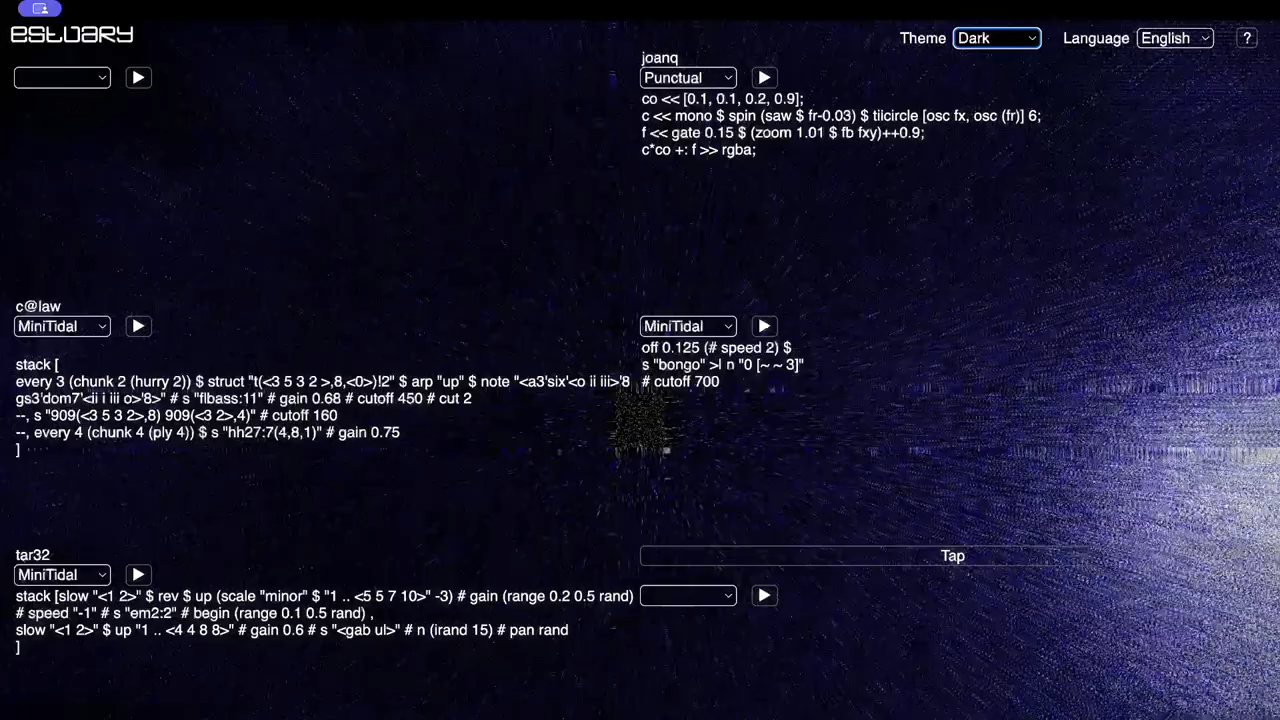 estuary
Theme Dark Language English ?
joanq
Punctual
co << [0.1, 0.1, 0.2, 0.9];
c << mono $ spin (saw $ fr-0.03) $ tilcircle [osc fx, osc (fr)] 6;
f << gate 0.15 $ (zoom 1.01 $ fb fxy)++0.9;
c*co +: f >> rgba;
c@law
MiniTidal
stack [
every 3 (chunk 2 (hurry 2)) $ struct "t(<3 5 3 2 >,8,<0>)!2" $ arp "up" $ note "<a3'six'<o ii iii>'8
gs3'dom7'<ii i iii o>'8>" # s "flbass:11" # gain 0.68 # cutoff 450 # cut 2
--, s "909(<3 5 3 2>,8) 909(<3 2>,4)" # cutoff 160
--, every 4 (chunk 4 (ply 4)) $ s "hh27:7(4,8,1)" # gain 0.75
]
MiniTidal
off 0.125 (# speed 2) $
s "bongo" >| n "0 [~ ~ 3]"
# cutoff 700
tar32
MiniTidal
stack [slow "<1 2>" $ rev $ up (scale "minor" $ "1 .. <5 5 7 10>" -3) # gain (range 0.2 0.5 rand)
# speed "-1" # s "em2:2" # begin (range 0.1 0.5 rand) ,
slow "<1 2>" $ up "1 .. <4 4 8 8>" # gain 0.6 # s "<gab ul>" # n (irand 15) # pan rand
]
Tap